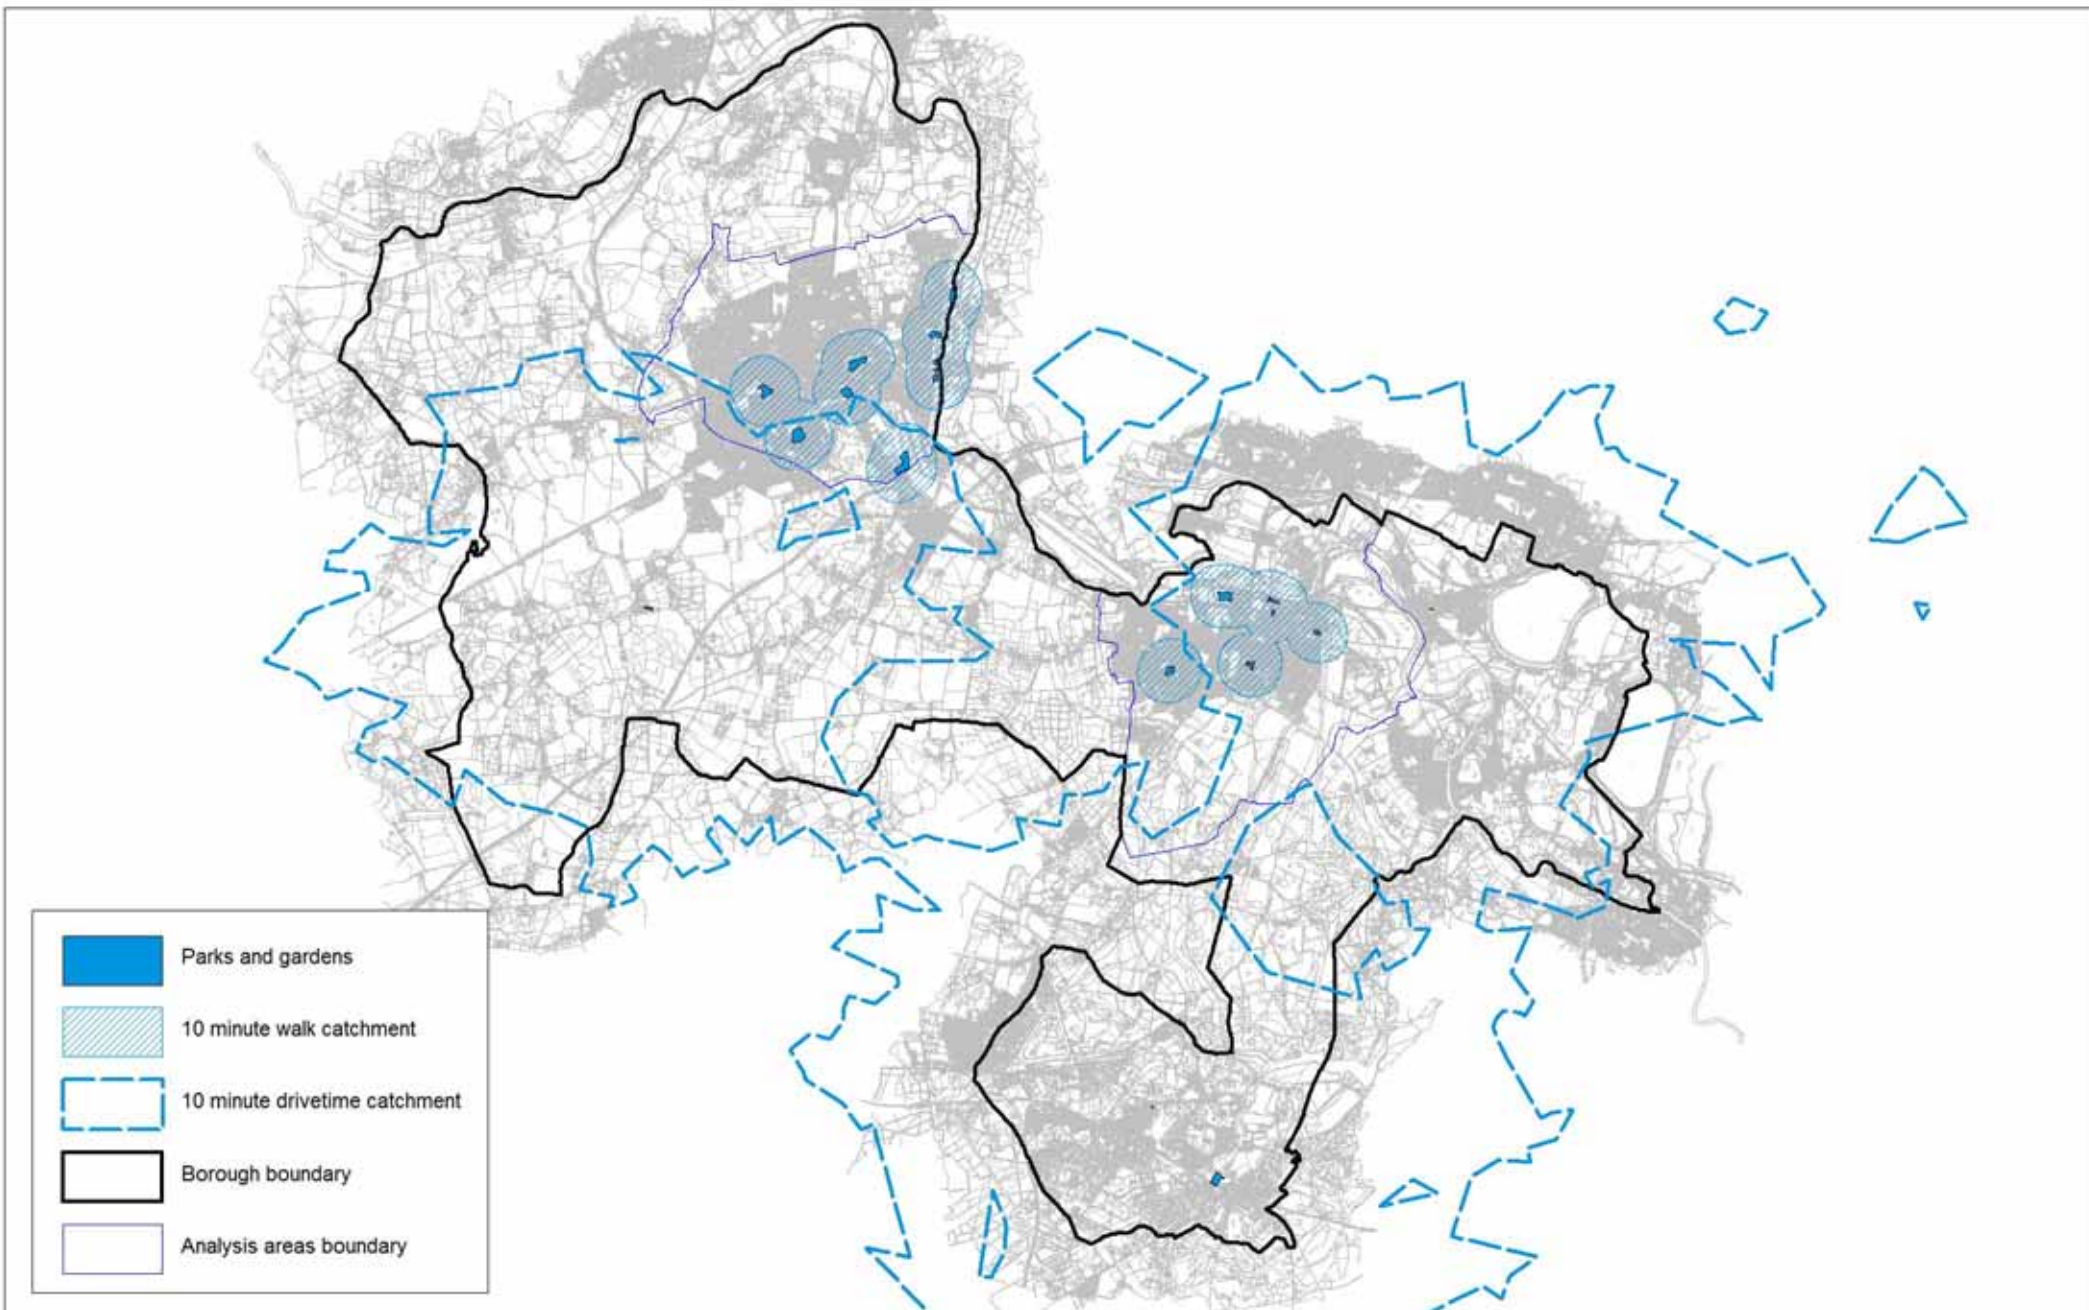 Parks and gardens
10 minute walk catchment
10 minute drivetime catchment
Borough boundary
Analysis areas boundary